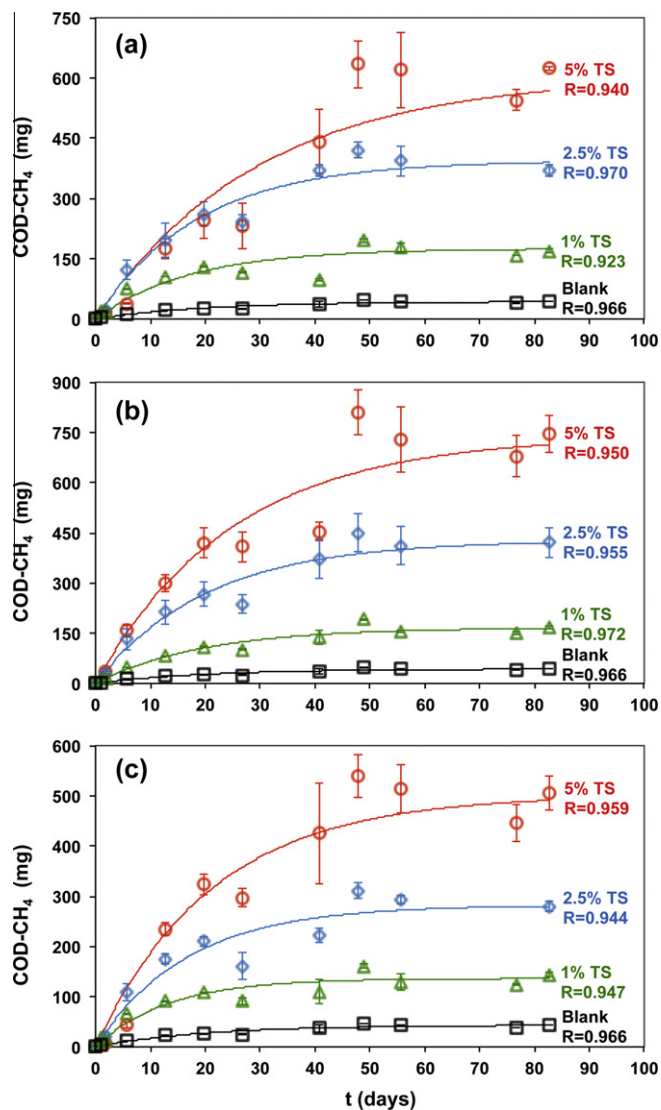 (a)
COD-CH4 (mg)
750
600
450
300
150
0
0 10 20 30 40 50 60 70 80 90 100
5% TS
R=0.940
2.5% TS
R=0.970
1% TS
R=0.923
Blank
R=0.966
(b)
COD-CH4 (mg)
900
750
600
450
300
150
0
0 10 20 30 40 50 60 70 80 90 100
5% TS
R=0.950
2.5% TS
R=0.955
1% TS
R=0.972
Blank
R=0.966
(c)
COD-CH4 (mg)
600
500
400
300
200
100
0
0 10 20 30 40 50 60 70 80 90 100
5% TS
R=0.959
2.5% TS
R=0.944
1% TS
R=0.947
Blank
R=0.966
t (days)